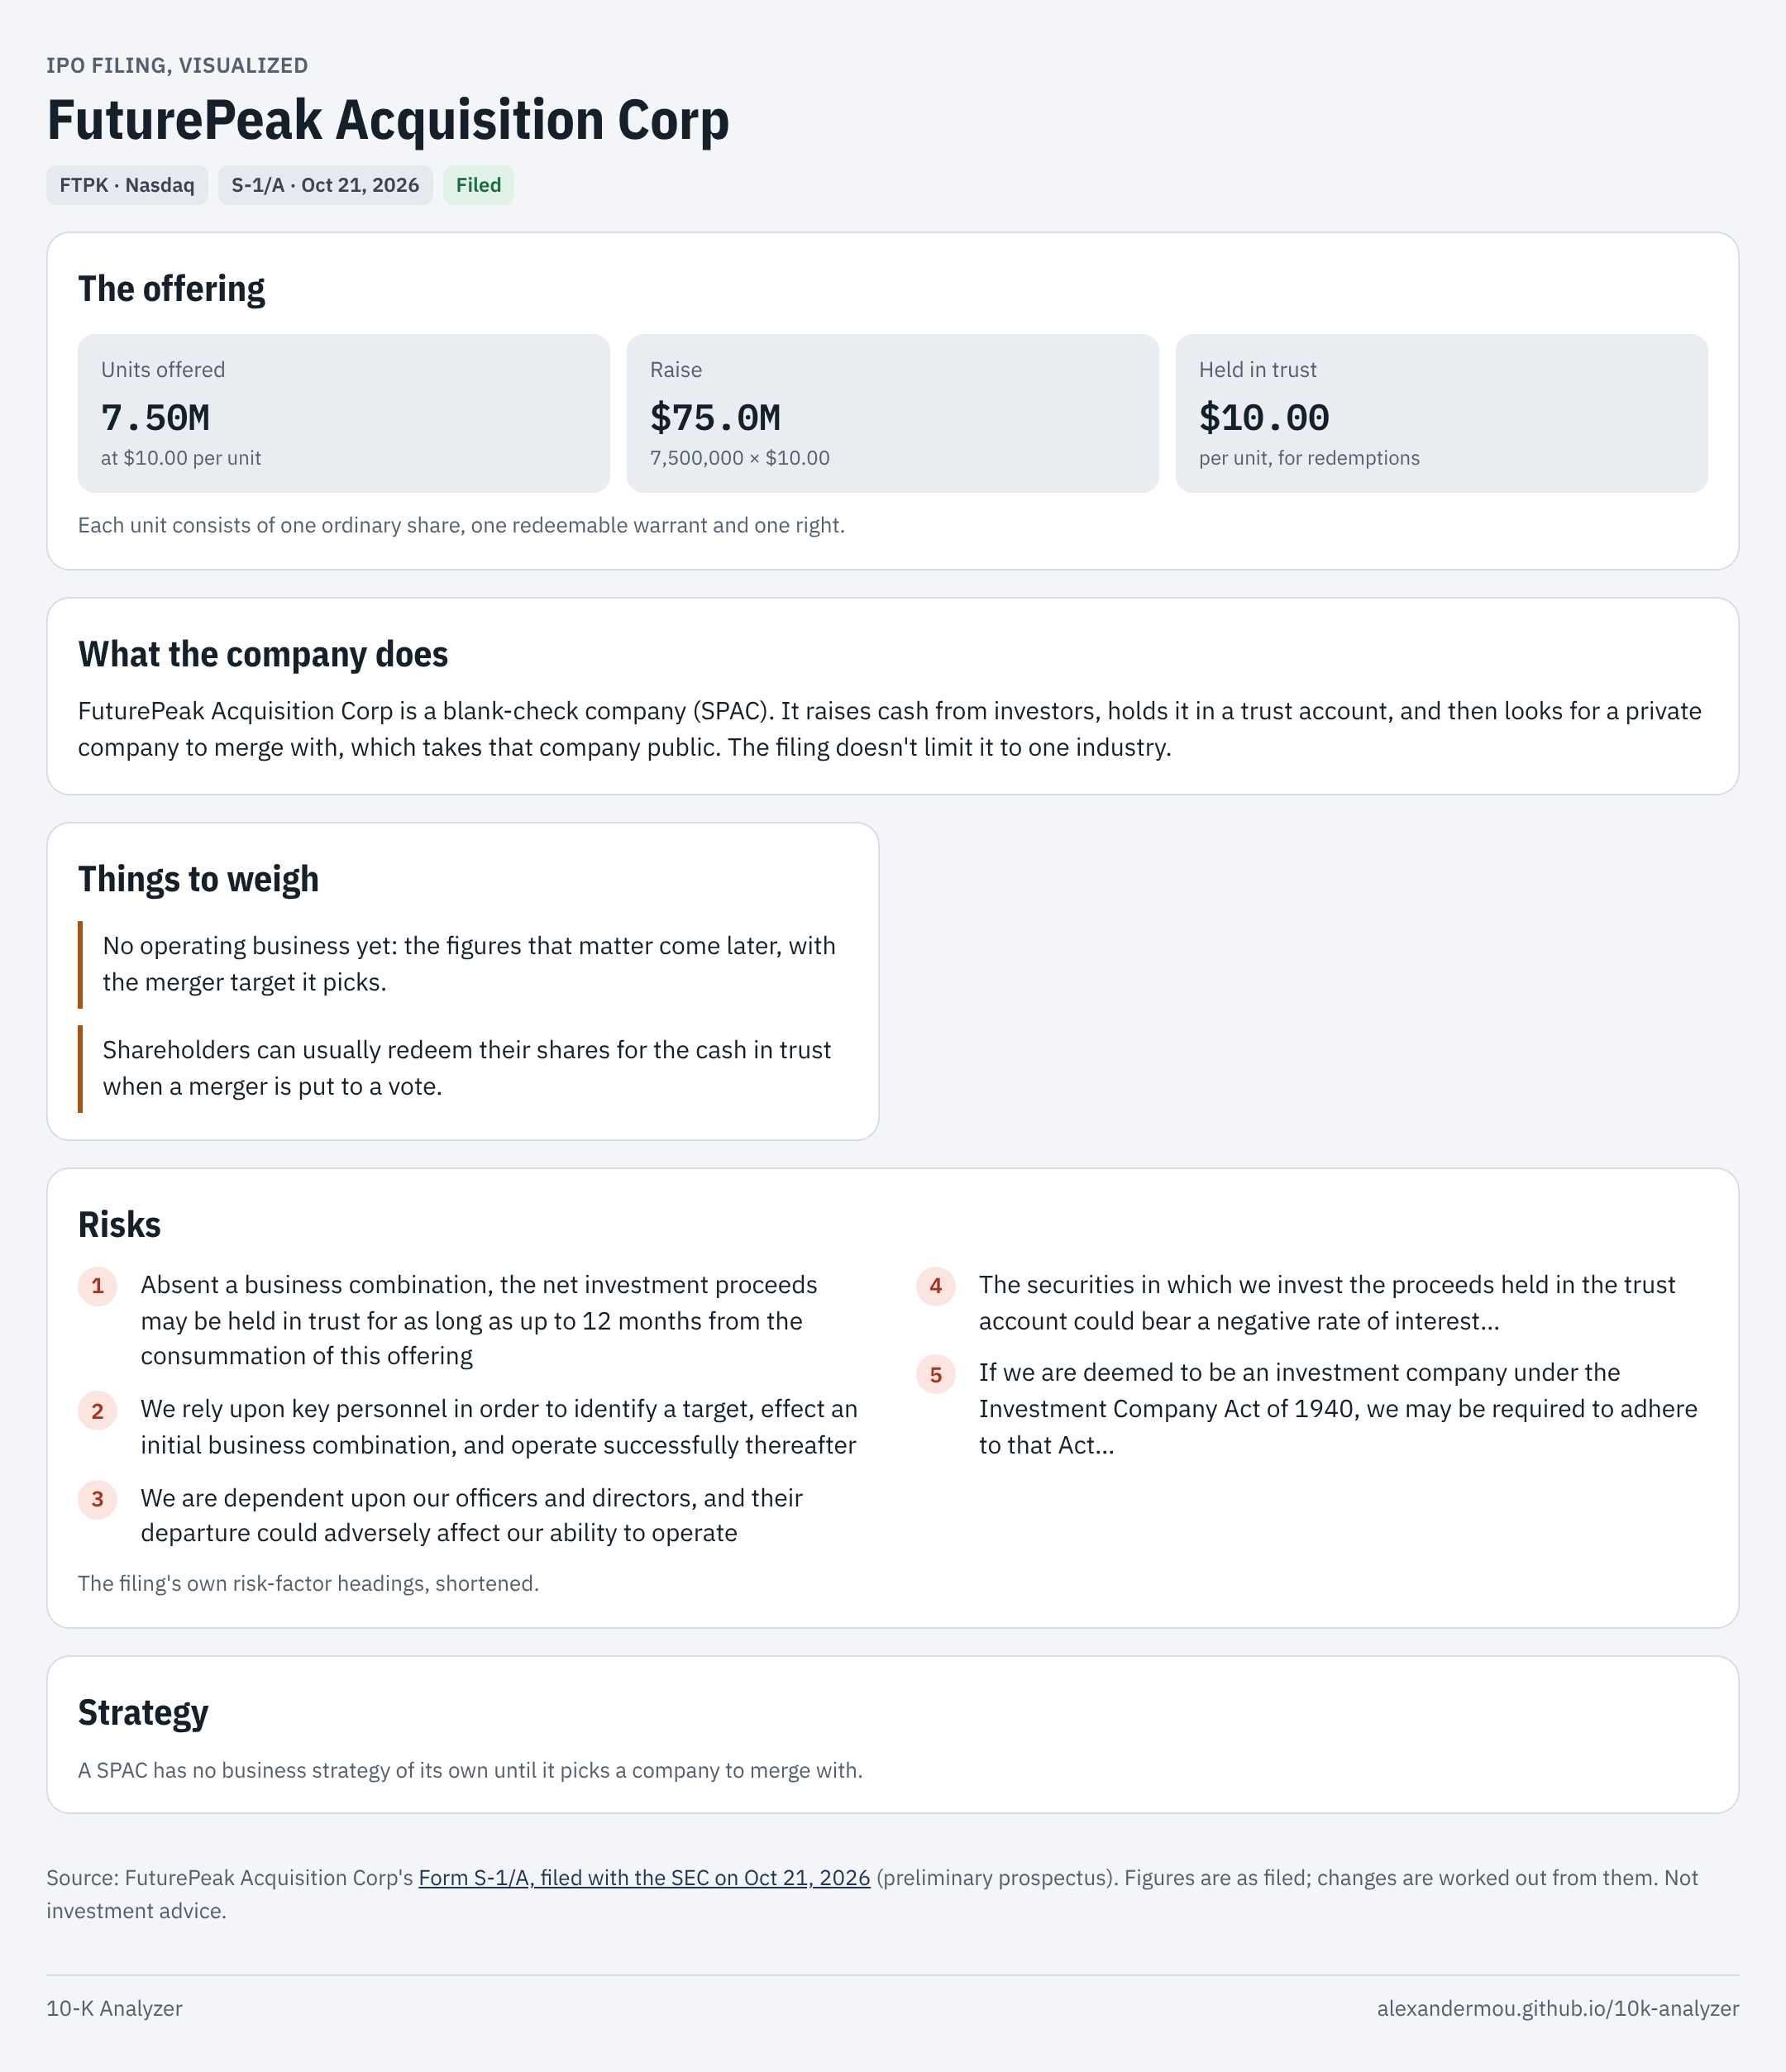 IPO FILING, VISUALIZED
FuturePeak Acquisition Corp
FTPK · Nasdaq
S-1/A · Oct 21, 2026
Filed
The offering
Units offered
7.50M
at $10.00 per unit
Raise
$75.0M
7,500,000 × $10.00
Held in trust
$10.00
per unit, for redemptions
Each unit consists of one ordinary share, one redeemable warrant and one right.
What the company does
FuturePeak Acquisition Corp is a blank-check company (SPAC). It raises cash from investors, holds it in a trust account, and then looks for a private
company to merge with, which takes that company public. The filing doesn't limit it to one industry.
Things to weigh
No operating business yet: the figures that matter come later, with
the merger target it picks.
Shareholders can usually redeem their shares for the cash in trust
when a merger is put to a vote.
Risks
1
Absent a business combination, the net investment proceeds
may be held in trust for as long as up to 12 months from the
consummation of this offering
2
We rely upon key personnel in order to identify a target, effect an
initial business combination, and operate successfully thereafter
3
We are dependent upon our officers and directors, and their
departure could adversely affect our ability to operate
4
The securities in which we invest the proceeds held in the trust
account could bear a negative rate of interest…
5
If we are deemed to be an investment company under the
Investment Company Act of 1940, we may be required to adhere
to that Act…
The filing's own risk-factor headings, shortened.
Strategy
A SPAC has no business strategy of its own until it picks a company to merge with.
Source: FuturePeak Acquisition Corp's Form S-1/A, filed with the SEC on Oct 21, 2026 (preliminary prospectus). Figures are as filed; changes are worked out from them. Not
investment advice.
10-K Analyzer
alexandermou.github.io/10k-analyzer